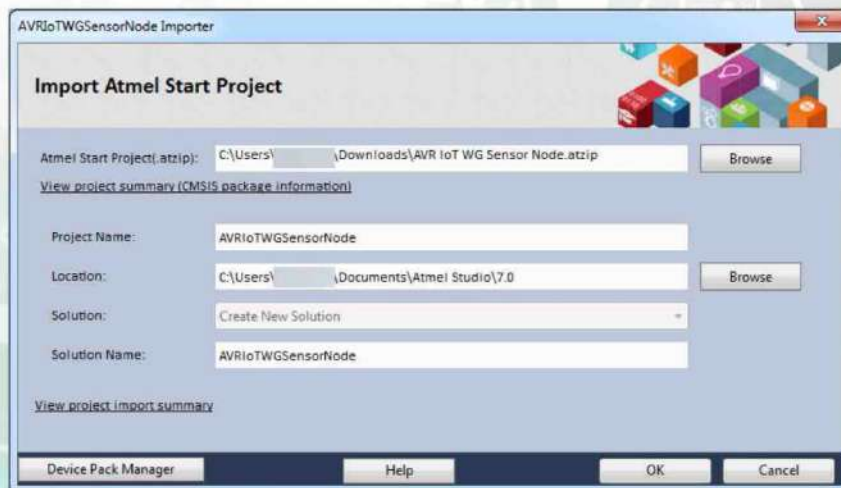 AVRIoTWGSensorNode Importer
x
Import Atmel Start Project
Atmel Start Project(.atzip): C:\Users\ \Downloads\AVR IoT WG Sensor Node.atzip Browse
View project summary (CMSIS package information)
Project Name: AVRIoTWGSensorNode
Location: C:\Users\ \Documents\Atmel Studio\7.0 Browse
Solution: Create New Solution
Solution Name: AVRIoTWGSensorNode
View project import summary
Device Pack Manager Help OK Cancel